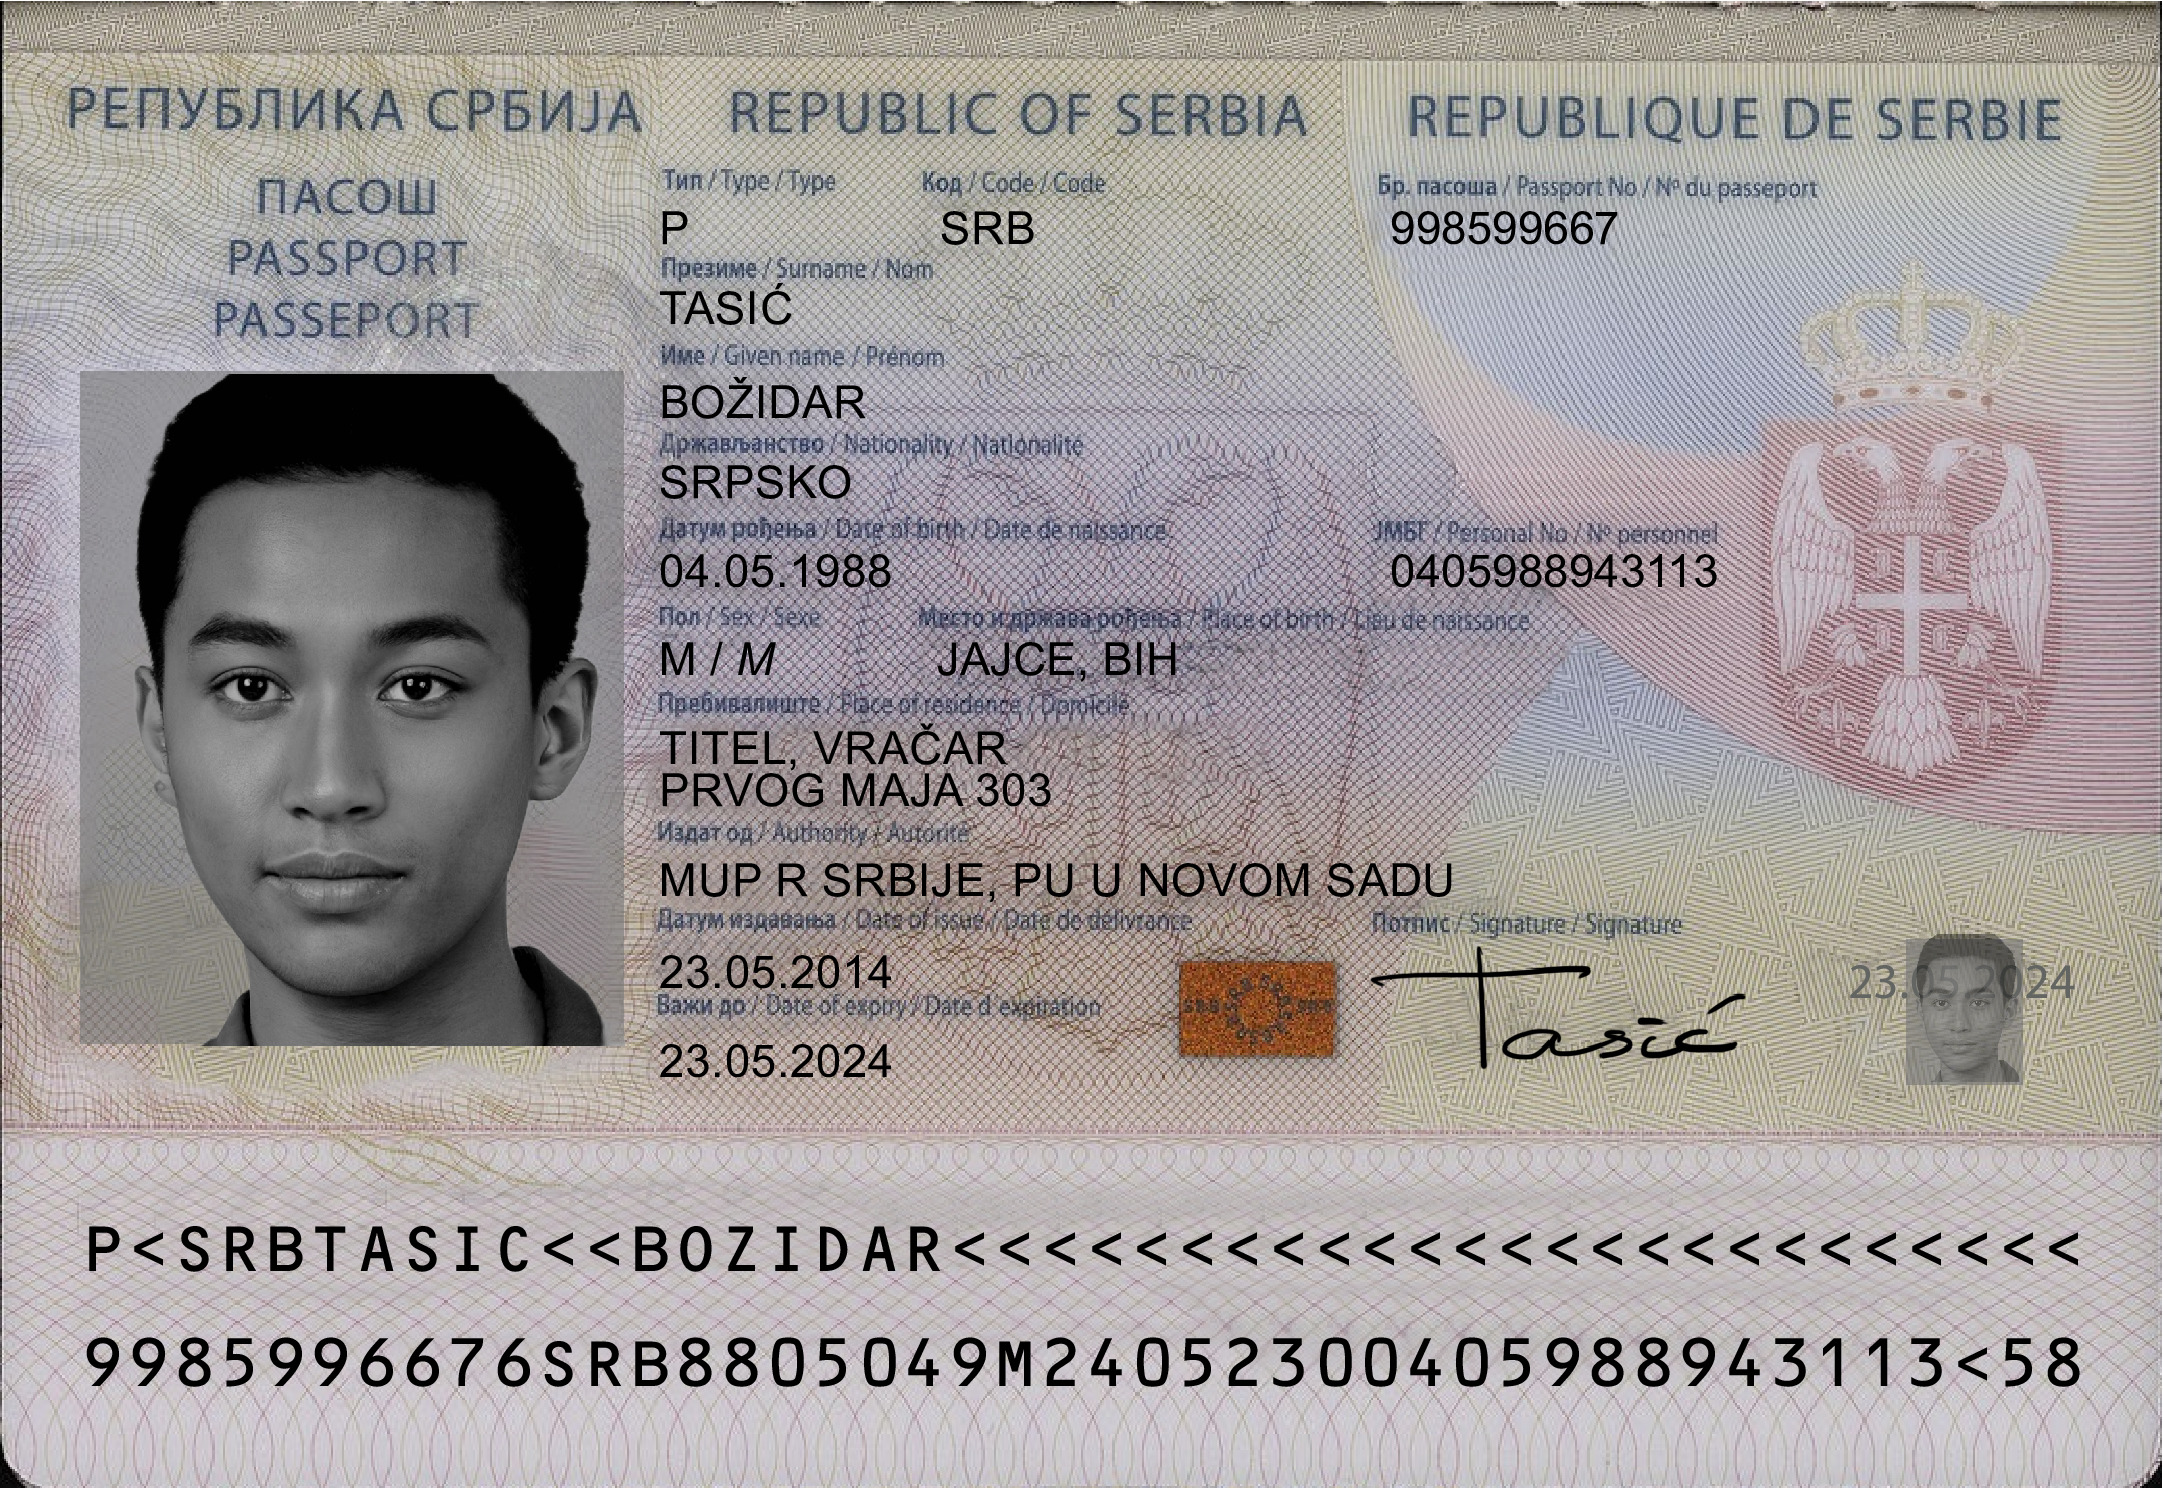 РЕПУБЛИКА СРБИЈА REPUBLIC OF SERBIA REPUBLIQUE DE SERBIE
ПАСОШ
PASSPORT
PASSEPORT
Тип / Type / Type Код / Code / Code Бр. пасоша / Passport No / Nº du passeport
P SRB 998599667
Презиме / Surname / Nom
TASIĆ
Име / Given name / Prénom
BOŽIDAR
Држављанство / Nationality / Nationalité
SRPSKO
Датум рођења / Date of birth / Date de naissance ЈМБГ / Personal No / Nº personnel
04.05.1988 0405988943113
Пол / Sex / Sexe Место и држава рођења / Place of birth / Lieu de naissance
M / M JAJCE, BIH
Пребивалиште / Place of residence / Domicile
TITEL, VRAČAR
PRVOG MAJA 303
Издат од / Authority / Autorité
MUP R SRBIJE, PU U NOVOM SADU
Датум издавања / Date of issue / Date de délivrance Потпис / Signature / Signature
23.05.2014
Tasić
23.05.2024
Важи до / Date of expiry / Date d expiration
23.05.2024
P<SRBTASIC<<BOZIDAR<<<<<<<<<<<<<<<<<<<<<<<<<
9985996676SRB8805049M24052300405988943113<58